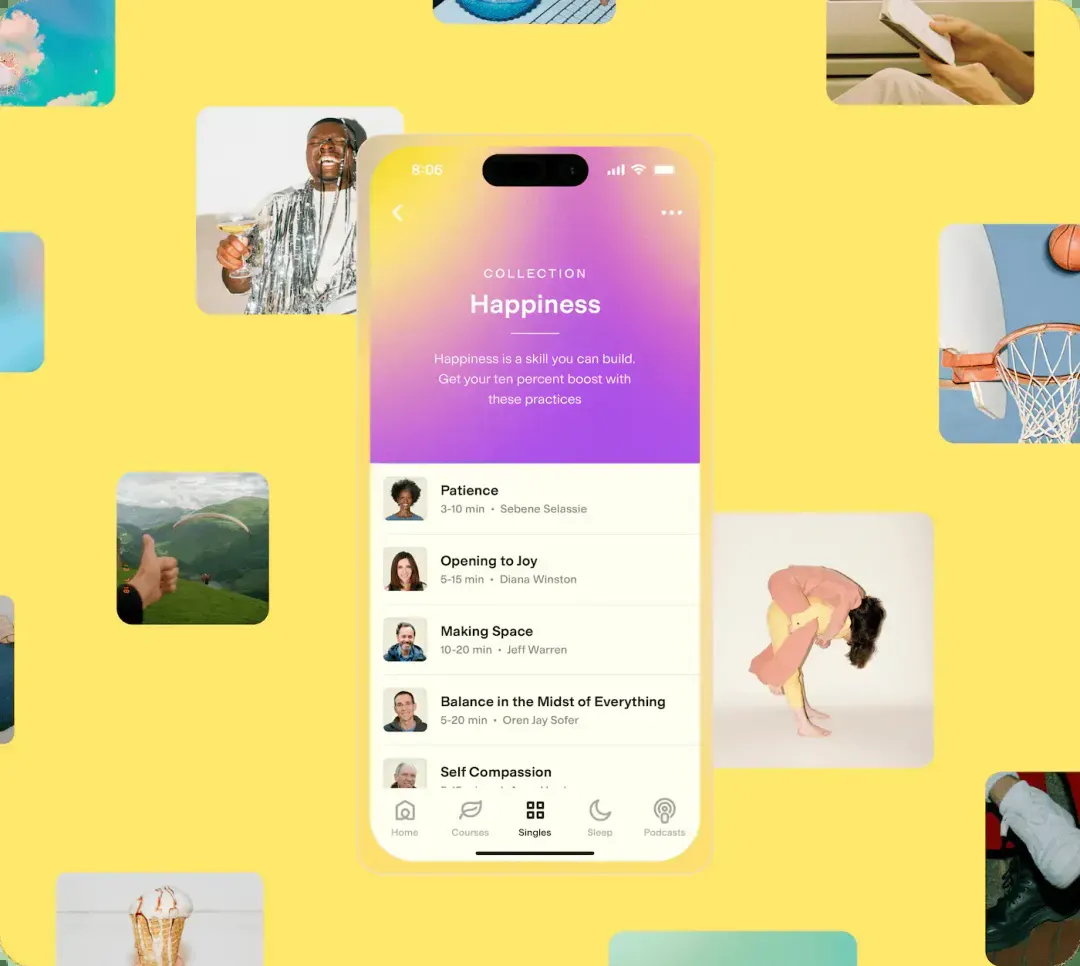 8:06
COLLECTION
Happiness
Happiness is a skill you can build.
Get your ten percent boost with
these practices
Patience
3-10 min • Sebene Selassie
Opening to Joy
5-15 min • Diana Winston
Making Space
10-20 min • Jeff Warren
Balance in the Midst of Everything
5-20 min • Oren Jay Sofer
Self Compassion
Home Courses Singles Sleep Podcasts